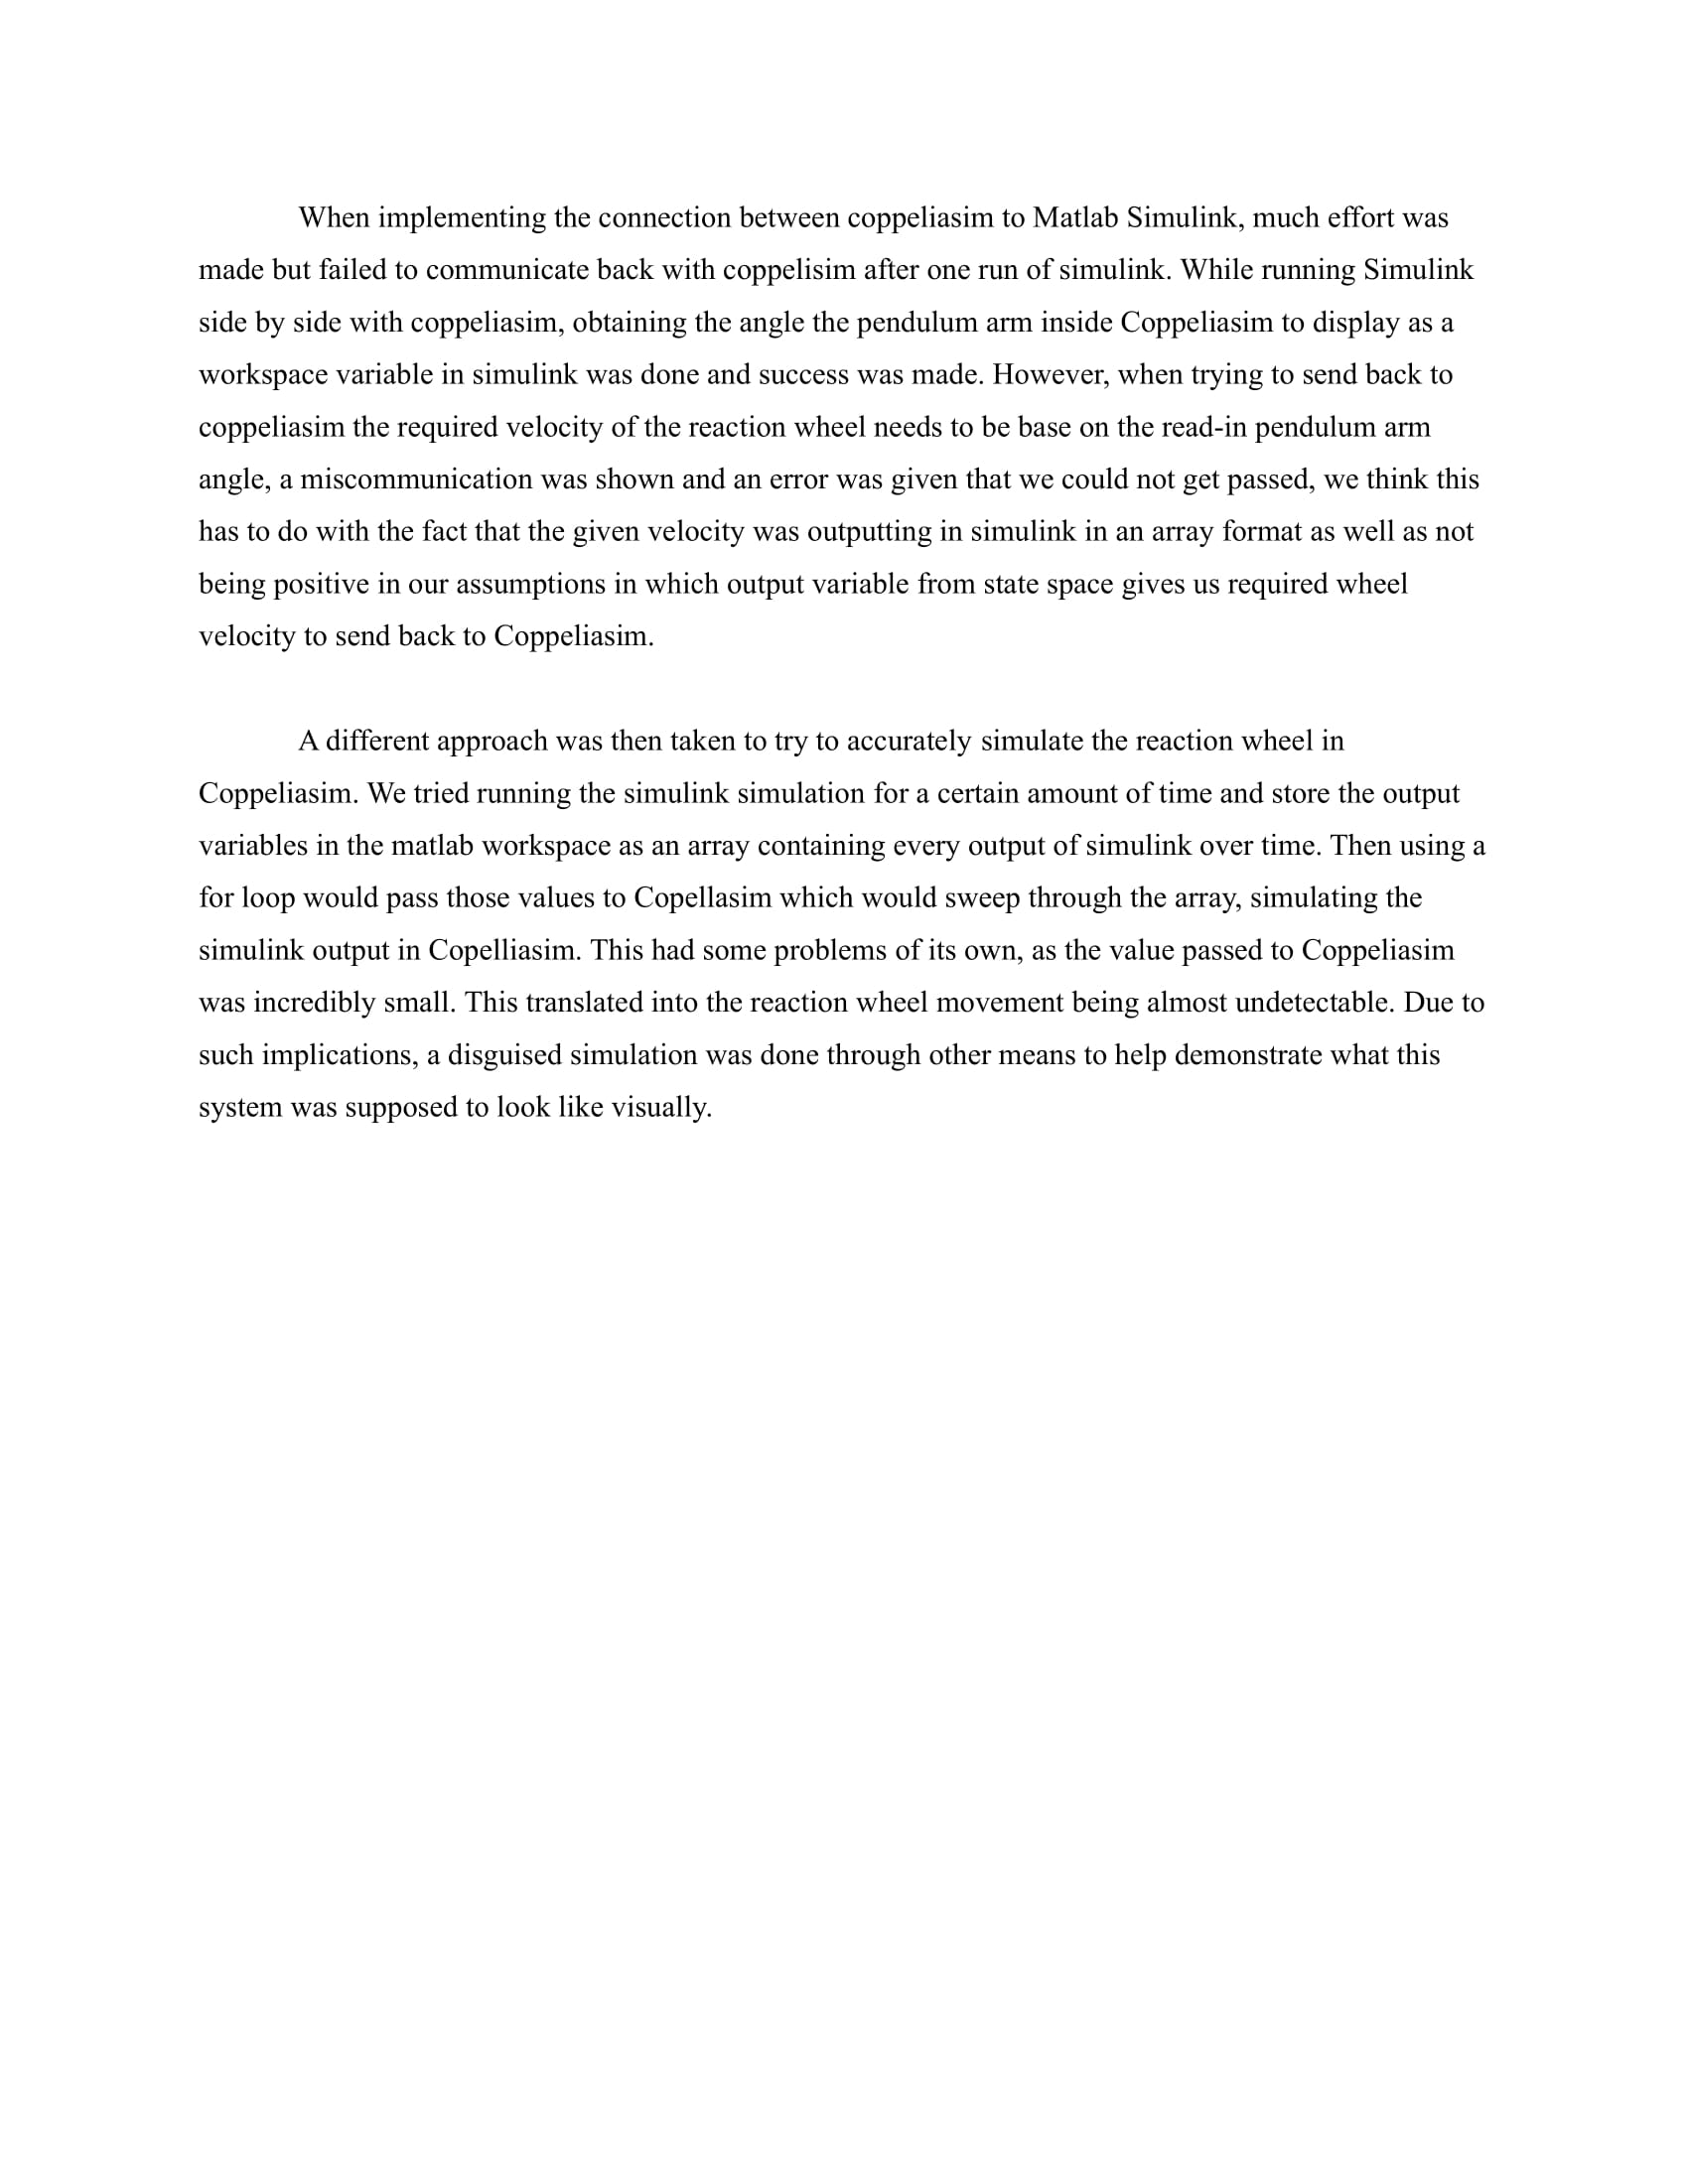 When implementing the connection between coppeliasim to Matlab Simulink, much effort was
made but failed to communicate back with coppelisim after one run of simulink. While running Simulink
side by side with coppeliasim, obtaining the angle the pendulum arm inside Coppeliasim to display as a
workspace variable in simulink was done and success was made. However, when trying to send back to
coppeliasim the required velocity of the reaction wheel needs to be base on the read-in pendulum arm
angle, a miscommunication was shown and an error was given that we could not get passed, we think this
has to do with the fact that the given velocity was outputting in simulink in an array format as well as not
being positive in our assumptions in which output variable from state space gives us required wheel
velocity to send back to Coppeliasim.
A different approach was then taken to try to accurately simulate the reaction wheel in
Coppeliasim. We tried running the simulink simulation for a certain amount of time and store the output
variables in the matlab workspace as an array containing every output of simulink over time. Then using a
for loop would pass those values to Copellasim which would sweep through the array, simulating the
simulink output in Copelliasim. This had some problems of its own, as the value passed to Coppeliasim
was incredibly small. This translated into the reaction wheel movement being almost undetectable. Due to
such implications, a disguised simulation was done through other means to help demonstrate what this
system was supposed to look like visually.